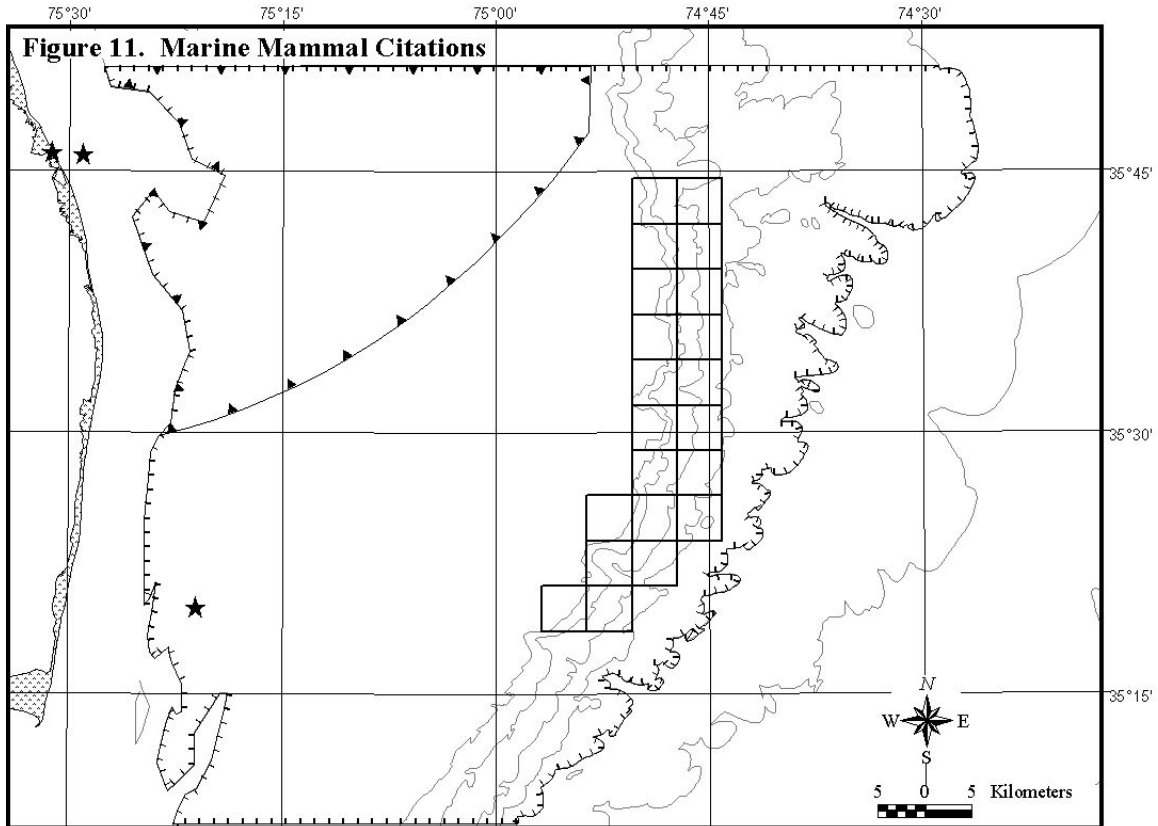 75°30' 75°15' 75°00' 74°45' 74°30'
Figure 11. Marine Mammal Citations
35°45'
35°30'
35°15'
N
W E
S
5 0 5 Kilometers